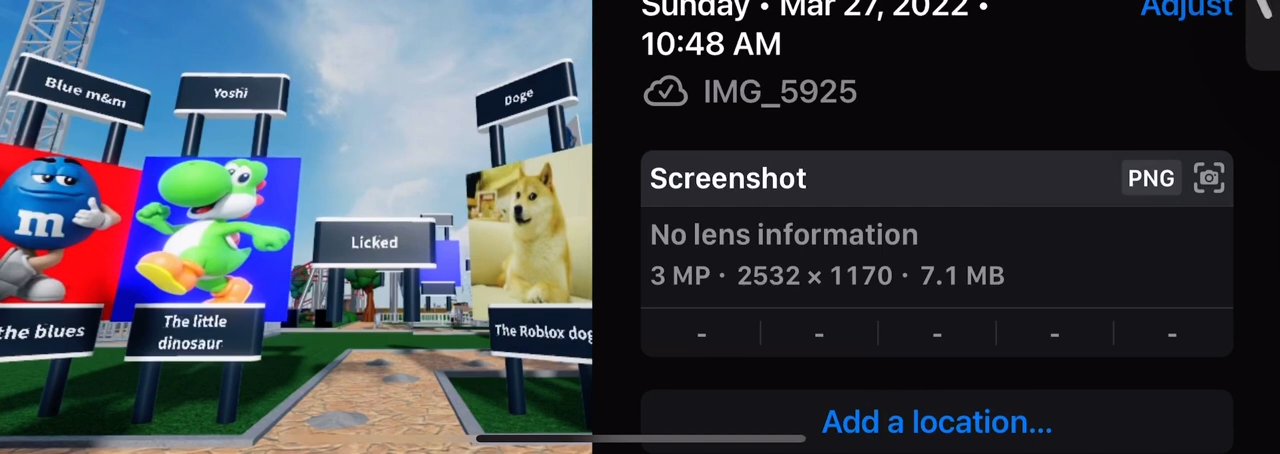 Blue m&m
Yoshi
Doge
m
Licked
the blues
The little
dinosaur
The Roblox dog
Sunday • Mar 27, 2022 •
Adjust
10:48 AM
IMG_5925
Screenshot
PNG
No lens information
3 MP · 2532 × 1170 · 7.1 MB
- - - - -
Add a location...